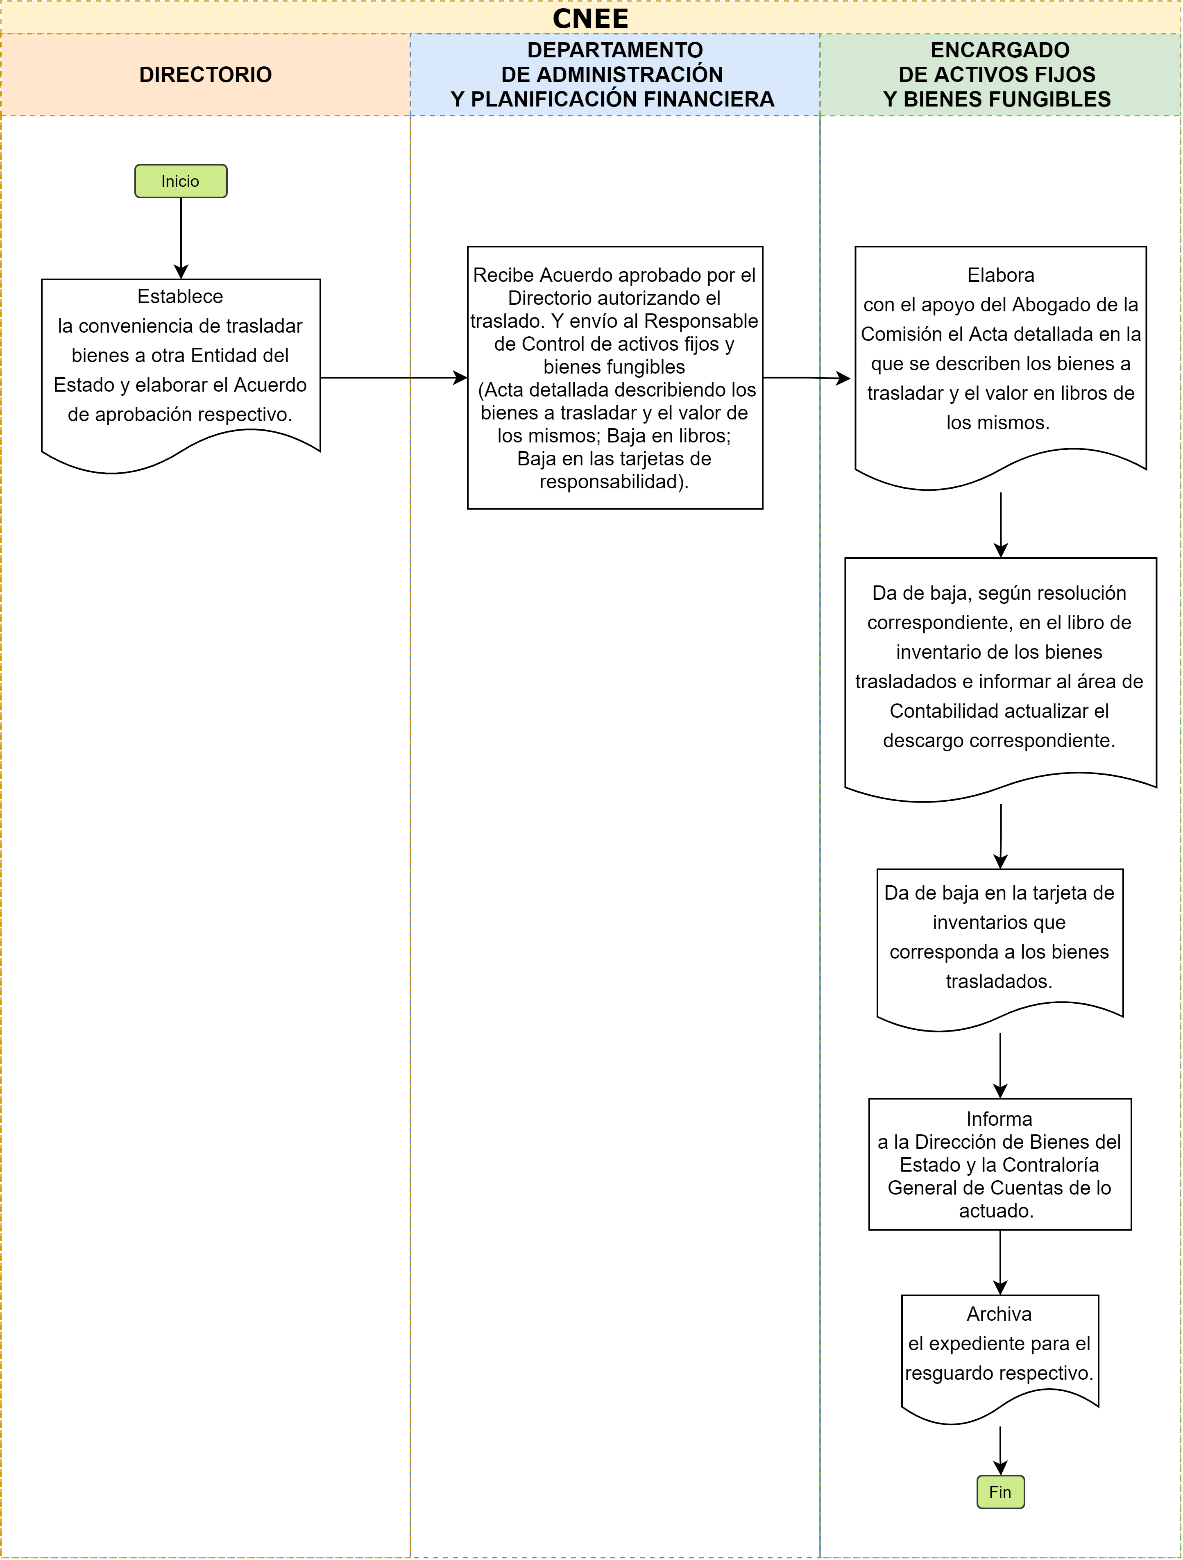 CNEE
DIRECTORIO
DEPARTAMENTO
DE ADMINISTRACIÓN
Y PLANIFICACIÓN FINANCIERA
ENCARGADO
DE ACTIVOS FIJOS
Y BIENES FUNGIBLES
Inicio
Establece
la conveniencia de trasladar
bienes a otra Entidad del
Estado y elaborar el Acuerdo
de aprobación respectivo.
Recibe Acuerdo aprobado por el
Directorio autorizando el
traslado. Y envío al Responsable
de Control de activos fijos y
bienes fungibles
(Acta detallada describiendo los
bienes a trasladar y el valor de
los mismos; Baja en libros;
Baja en las tarjetas de
responsabilidad).
Elabora
con el apoyo del Abogado de la
Comisión el Acta detallada en la
que se describen los bienes a
trasladar y el valor en libros de
los mismos.
Da de baja, según resolución
correspondiente, en el libro de
inventario de los bienes
trasladados e informar al área de
Contabilidad actualizar el
descargo correspondiente.
Da de baja en la tarjeta de
inventarios que
corresponda a los bienes
trasladados.
Informa
a la Dirección de Bienes del
Estado y la Contraloría
General de Cuentas de lo
actuado.
Archiva
el expediente para el
resguardo respectivo.
Fin